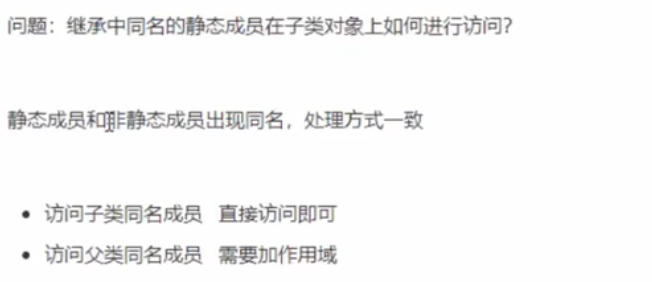 问题：继承中同名的静态成员在子类对象上如何进行访问？
静态成员和非静态成员出现同名，处理方式一致
• 访问子类同名成员 直接访问即可
• 访问父类同名成员 需要加作用域